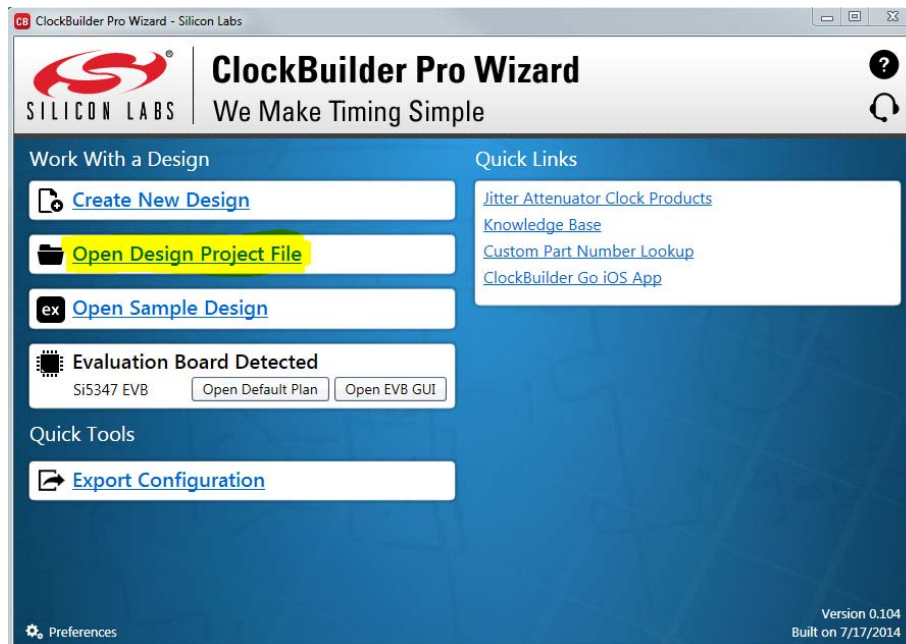 CB ClockBuilder Pro Wizard - Silicon Labs
SILICON LABS
®
ClockBuilder Pro Wizard
We Make Timing Simple
?
Work With a Design
Create New Design
Open Design Project File
ex Open Sample Design
Evaluation Board Detected
Si5347 EVB Open Default Plan Open EVB GUI
Quick Tools
Export Configuration
Quick Links
Jitter Attenuator Clock Products
Knowledge Base
Custom Part Number Lookup
ClockBuilder Go iOS App
Preferences
Version 0.104
Built on 7/17/2014